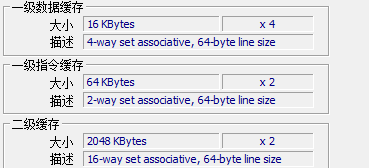 一级数据缓存
大小 16 KBytes x 4
描述 4-way set associative, 64-byte line size
一级指令缓存
大小 64 KBytes x 2
描述 2-way set associative, 64-byte line size
二级缓存
大小 2048 KBytes x 2
描述 16-way set associative, 64-byte line size